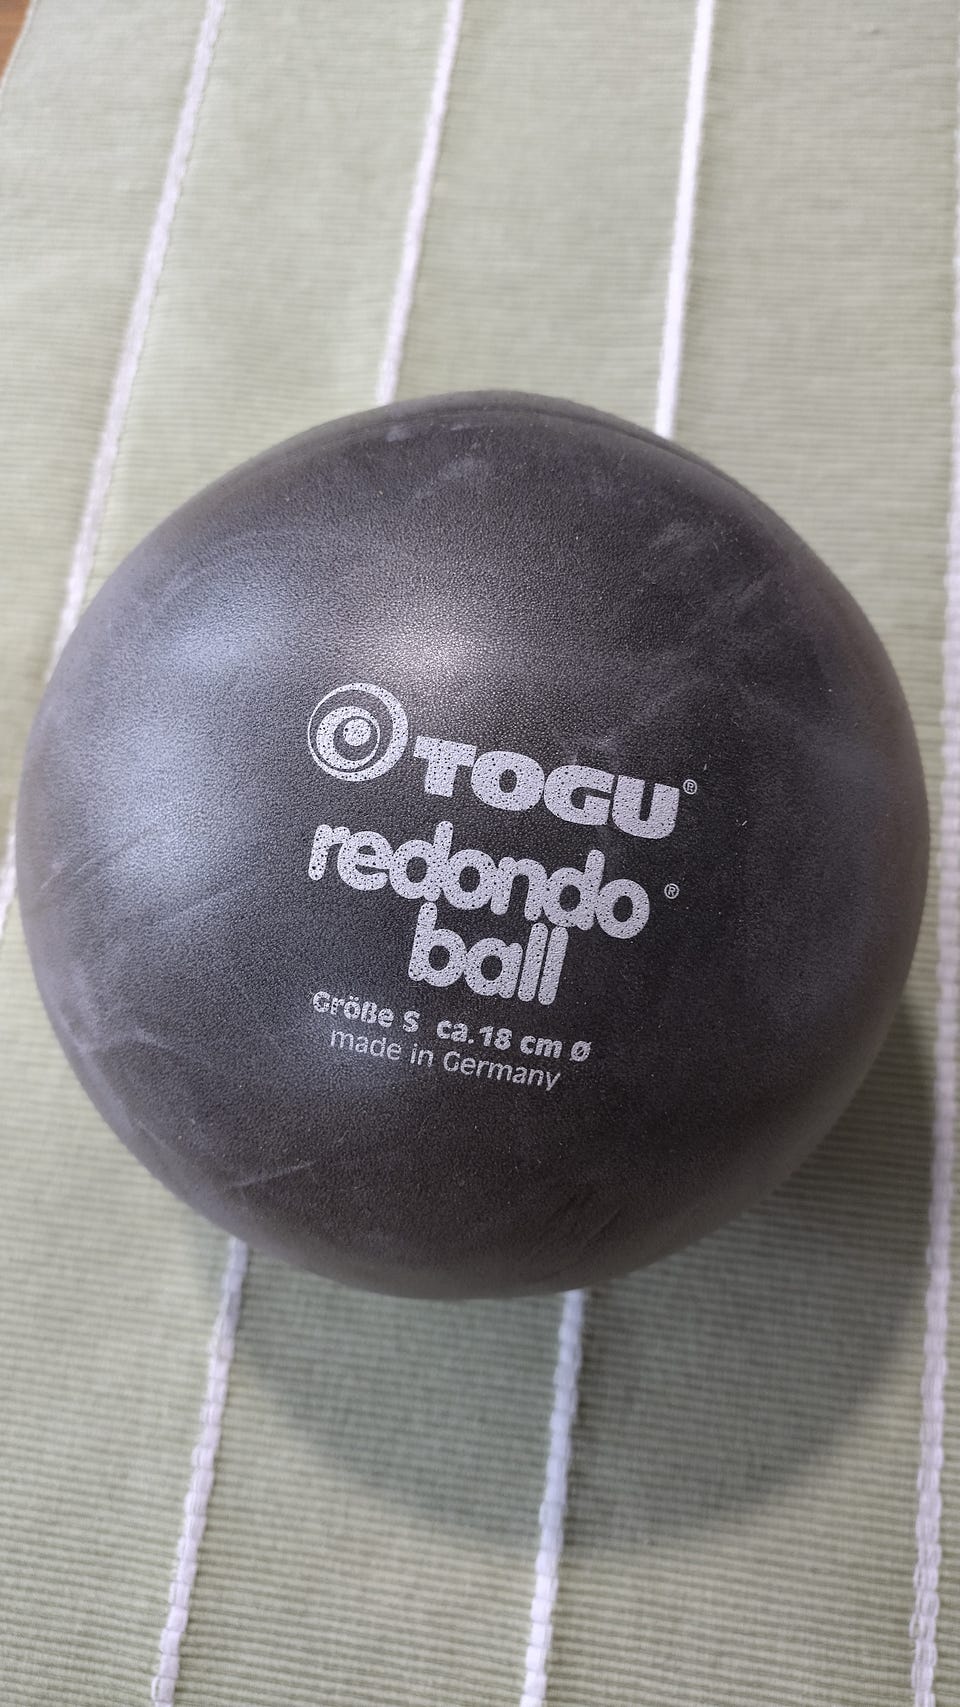 TOGU®
redondo®
ball
Größe S ca. 18 cm Ø
made in Germany